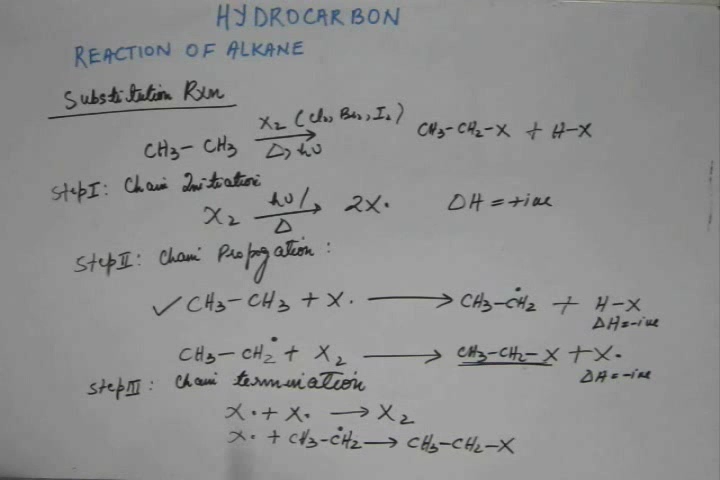 HYDROCARBON
REACTION OF ALKANE
Substitution Rxn
CH3-CH3 X2 (Cl2, Br2, I2) → Δ, hν CH3-CH2-X + H-X
Step I: Chain Initiation
X2 hν/ → Δ 2X• ΔH = +ive
Step II: Chain Propogation:
✓ CH3-CH3 + X• → CH3-ĊH2 + H-X
ΔH=-ive
CH3-CH2• + X2 → CH3-CH2-X + X•
ΔH=-ive
Step III: Chain termination
X• + X• → X2
X• + CH3-ĊH2 → CH3-CH2-X